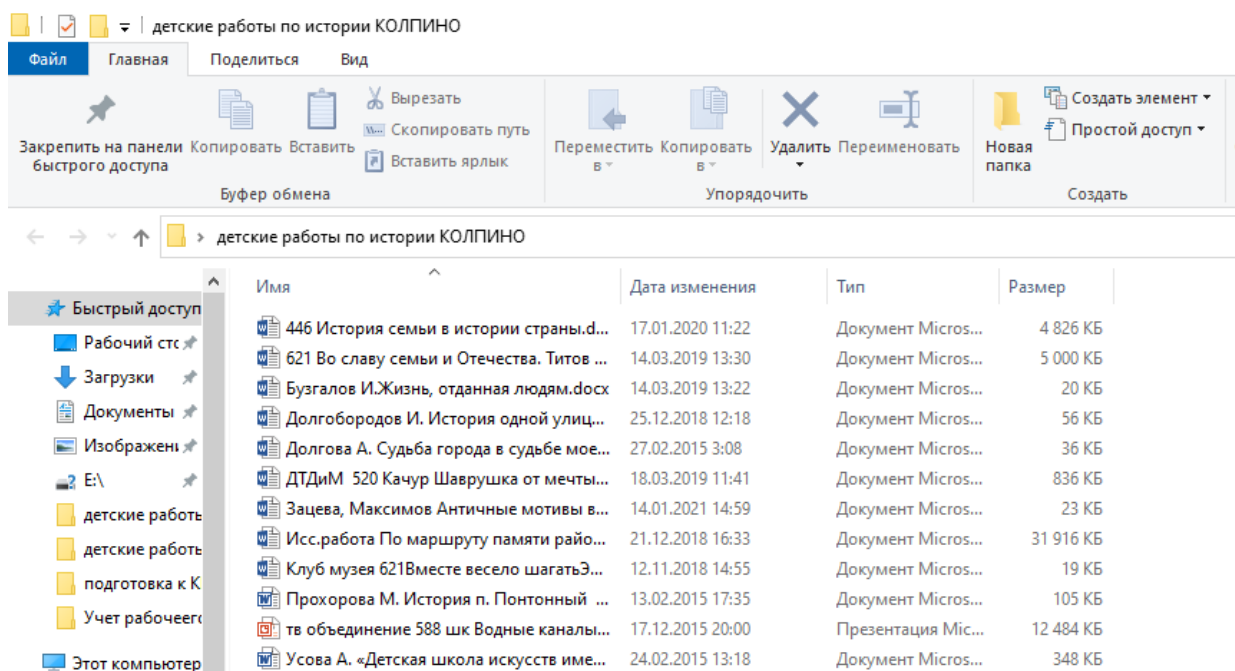 детские работы по истории КОЛПИНО
Файл Главная Поделиться Вид
Закрепить на панели быстрого доступа
Копировать Вставить
Вырезать
Скопировать путь
Вставить ярлык
Буфер обмена
Переместить в Копировать в
Удалить Переименовать
Упорядочить
Новая папка
Создать элемент
Простой доступ
Создать
детские работы по истории КОЛПИНО
Быстрый доступ
Рабочий сто
Загрузки
Документы
Изображени
E:\
детские работь
детские работь
подготовка к К
Учет рабочеего
Этот компьютер
Имя Дата изменения Тип Размер
446 История семьи в истории страны.d... 17.01.2020 11:22 Документ Micros... 4 826 КБ
621 Во славу семьи и Отечества. Титов ... 14.03.2019 13:30 Документ Micros... 5 000 КБ
Бузгалов И.Жизнь, отданная людям.docx 14.03.2019 13:22 Документ Micros... 20 КБ
Долгобородов И. История одной улиц... 25.12.2018 12:18 Документ Micros... 56 КБ
Долгова А. Судьба города в судьбе мое... 27.02.2015 3:08 Документ Micros... 36 КБ
ДТДиМ 520 Качур Шаврушка от мечты... 18.03.2019 11:41 Документ Micros... 836 КБ
Зацева, Максимов Античные мотивы в... 14.01.2021 14:59 Документ Micros... 23 КБ
Исс.работа По маршруту памяти райо... 21.12.2018 16:33 Документ Micros... 31 916 КБ
Клуб музея 621Вместе весело шагатьЭ... 12.11.2018 14:55 Документ Micros... 19 КБ
Прохорова М. История п. Понтонный ... 13.02.2015 17:35 Документ Micros... 105 КБ
тв объединение 588 шк Водные каналы... 17.12.2015 20:00 Презентация Mic... 12 484 КБ
Усова А. «Детская школа искусств име... 24.02.2015 13:18 Документ Micros... 348 КБ